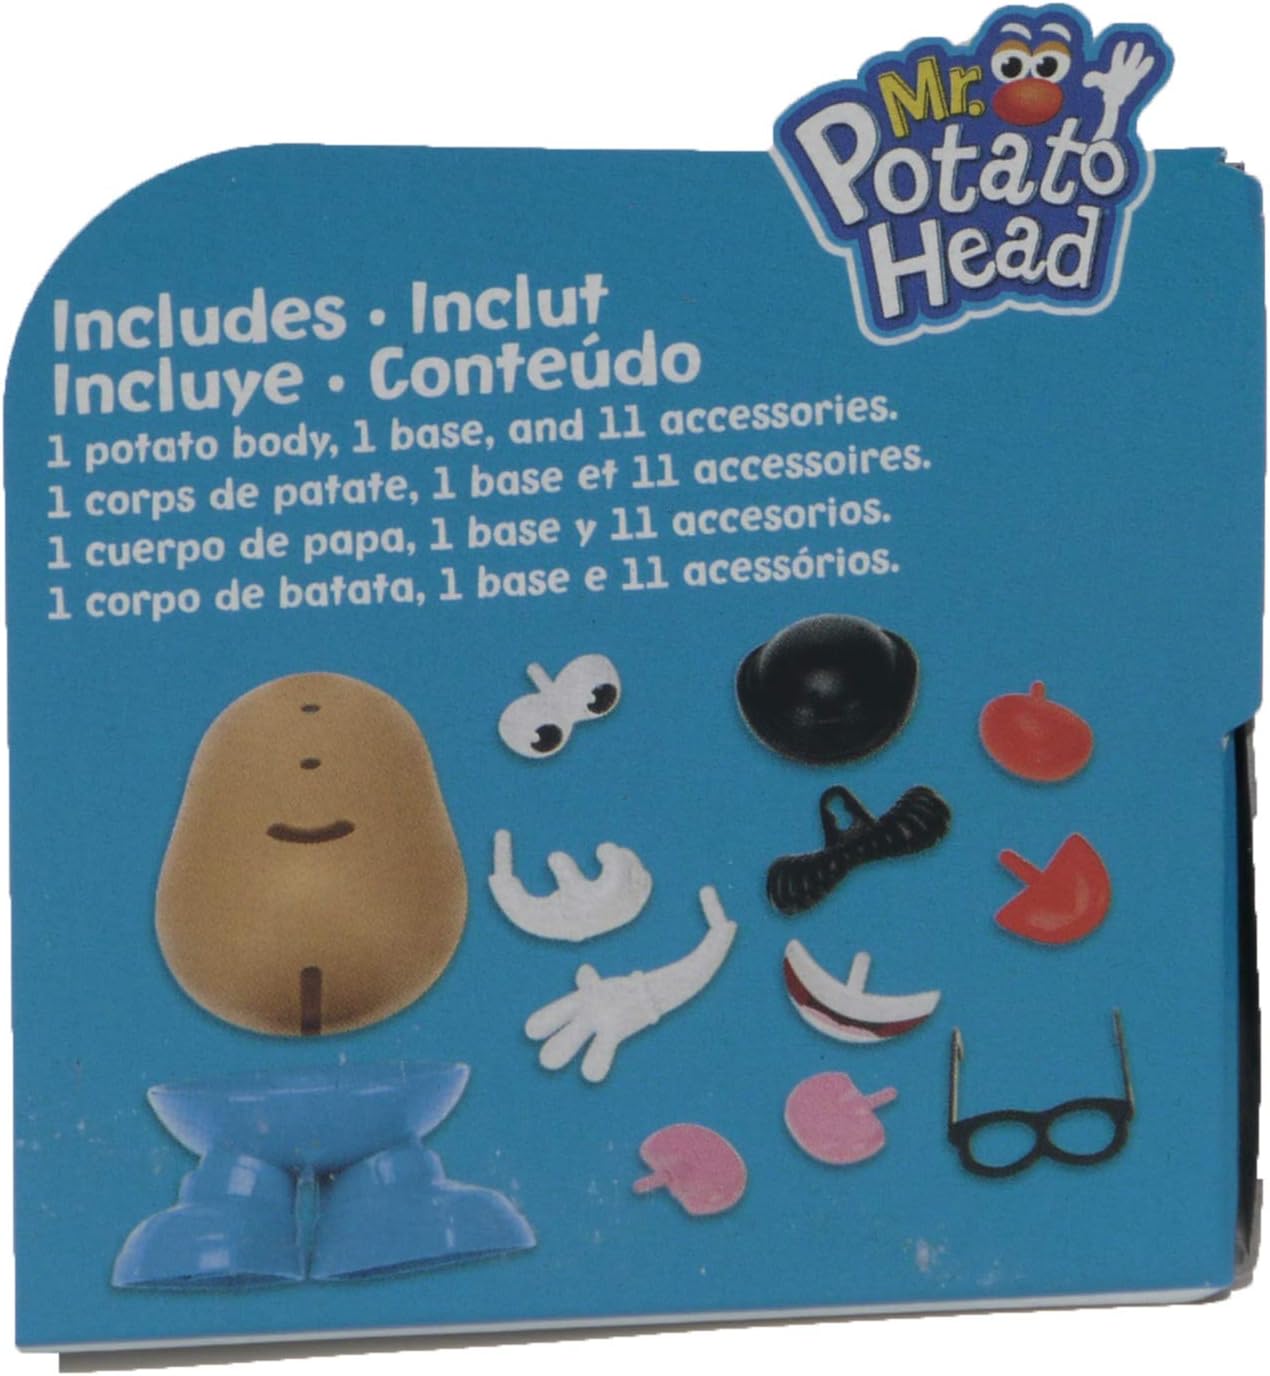 Mr.
Potato
Head
Includes · Inclut
Incluye · Conteúdo
1 potato body, 1 base, and 11 accessories.
1 corps de patate, 1 base et 11 accessoires.
1 cuerpo de papa, 1 base y 11 accesorios.
1 corpo de batata, 1 base e 11 acessórios.